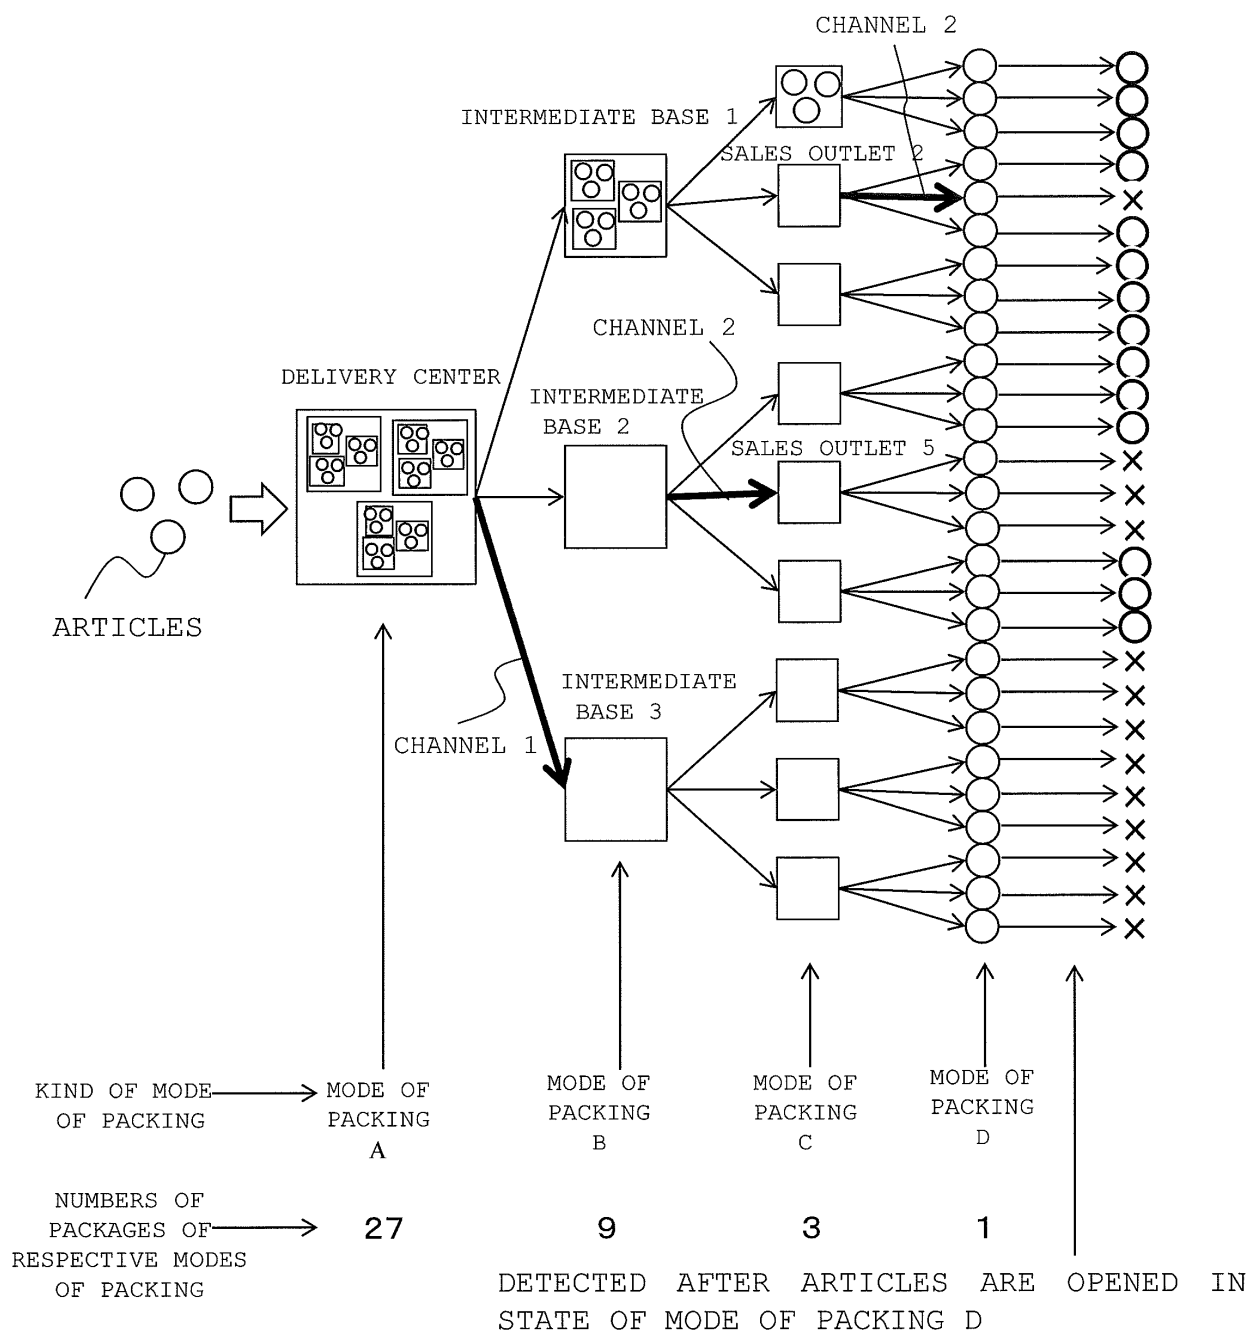 CHANNEL 2
INTERMEDIATE BASE 1
SALES OUTLET 2
CHANNEL 2
DELIVERY CENTER
INTERMEDIATE
BASE 2
SALES OUTLET 5
ARTICLES
INTERMEDIATE
BASE 3
CHANNEL 1
KIND OF MODE
OF PACKING
MODE OF
PACKING
A
MODE OF
PACKING
B
MODE OF
PACKING
C
MODE OF
PACKING
D
NUMBERS OF
PACKAGES OF
RESPECTIVE MODES
OF PACKING
27
9
3
1
DETECTED AFTER ARTICLES ARE OPENED IN
STATE OF MODE OF PACKING D